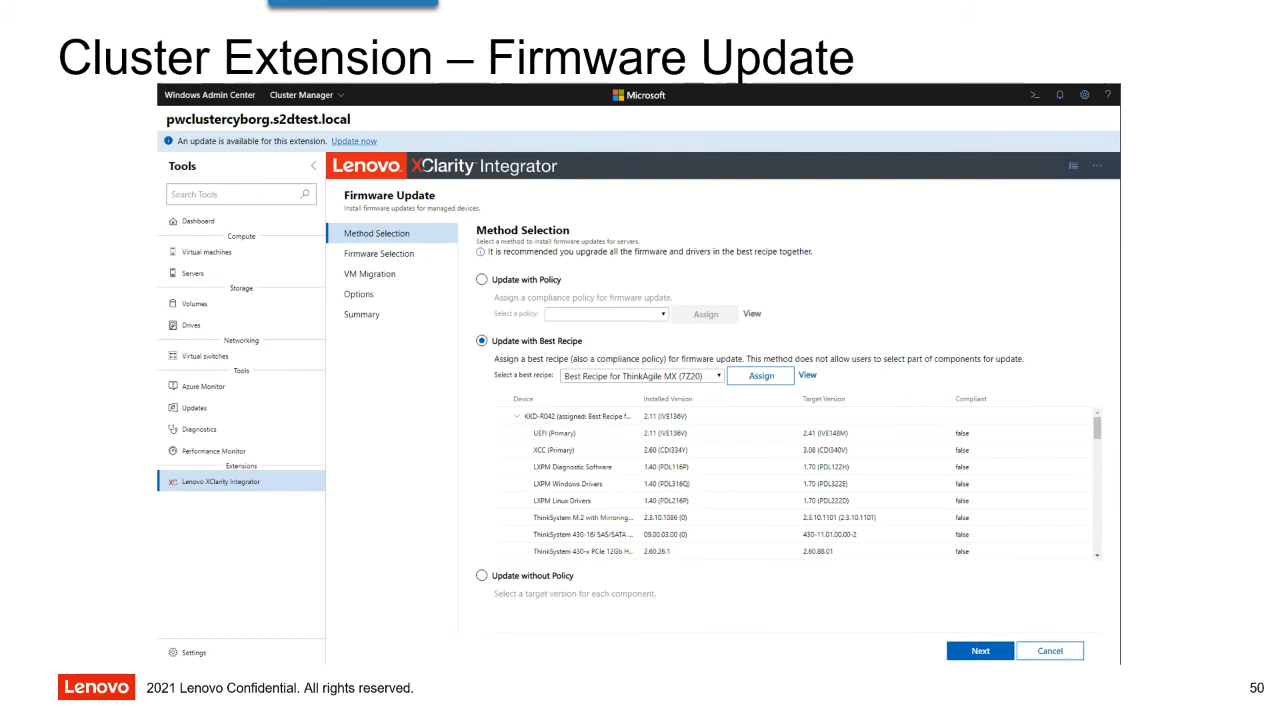 Cluster Extension – Firmware Update
Windows Admin Center Cluster Manager Microsoft
pwclustercyborg.s2dtest.local
An update is available for this extension. Update now
Tools
Search Tools
Dashboard
Compute
Virtual machines
Servers
Storage
Volumes
Drives
Networking
Virtual switches
Tools
Azure Monitor
Updates
Diagnostics
Performance Monitor
Extensions
Lenovo XClarity Integrator
Settings
Lenovo XClarity Integrator
Firmware Update
Install firmware updates for managed devices.
Method Selection
Firmware Selection
VM Migration
Options
Summary
Method Selection
Select a method to install firmware updates for servers.
It is recommended you upgrade all the firmware and drivers in the best recipe together.
Update with Policy
Assign a compliance policy for firmware update.
Select a policy: Assign View
Update with Best Recipe
Assign a best recipe (also a compliance policy) for firmware update. This method does not allow users to select part of components for update.
Select a best recipe: Best Recipe for ThinkAgile MX (7Z20) Assign View
Device Installed Version Target Version Compliant
KKD-R042 (assigned: Best Recipe f... 2.11 (IVE136V)
UEFI (Primary) 2.11 (IVE136V) 2.41 (IVE148M) false
XCC (Primary) 2.60 (CDI334Y) 3.08 (CDI340V) false
LXPM Diagnostic Software 1.40 (PDL116P) 1.70 (PDL122H) false
LXPM Windows Drivers 1.40 (PDL316Q) 1.70 (PDL322E) false
LXPM Linux Drivers 1.40 (PDL216P) 1.70 (PDL222D) false
ThinkSystem M.2 with Mirroring... 2.3.10.1086 (0) 2.3.10.1101 (2.3.10.1101) false
ThinkSystem 430-16i SAS/SATA ... 09.00.03.00 (0) 430-11.01.00.00-2 false
ThinkSystem 430-x PCIe 12Gb H... 2.60.26.1 2.60.88.01 false
Update without Policy
Select a target version for each component.
Next Cancel
Lenovo 2021 Lenovo Confidential. All rights reserved. 50